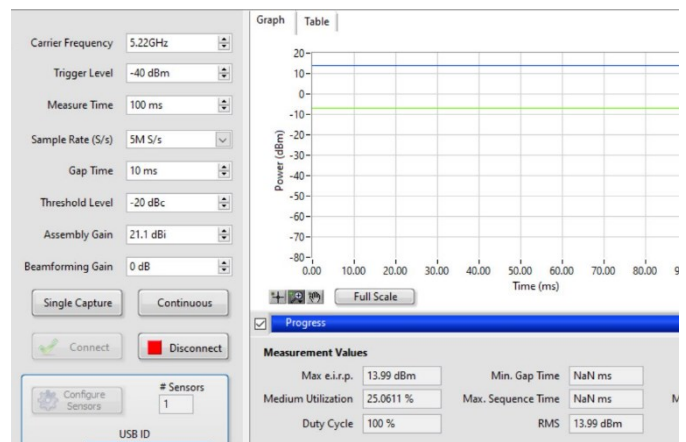 Carrier Frequency 5.22GHz
Trigger Level -40 dBm
Measure Time 100 ms
Sample Rate (S/s) 5M S/s
Gap Time 10 ms
Threshold Level -20 dBc
Assembly Gain 21.1 dBi
Beamforming Gain 0 dB
Single Capture Continuous
Connect Disconnect
Configure
Sensors
# Sensors
1
USB ID
Graph Table
20
10
0
-10
-20
-30
-40
-50
-60
-70
-80
Power (dBm)
0.00 10.00 20.00 30.00 40.00 50.00 60.00 70.00 80.00 9
Time (ms)
Full Scale
Progress
Measurement Values
Max e.i.r.p. 13.99 dBm Min. Gap Time NaN ms
Medium Utilization 25.0611 % Max. Sequence Time NaN ms M
Duty Cycle 100 % RMS 13.99 dBm